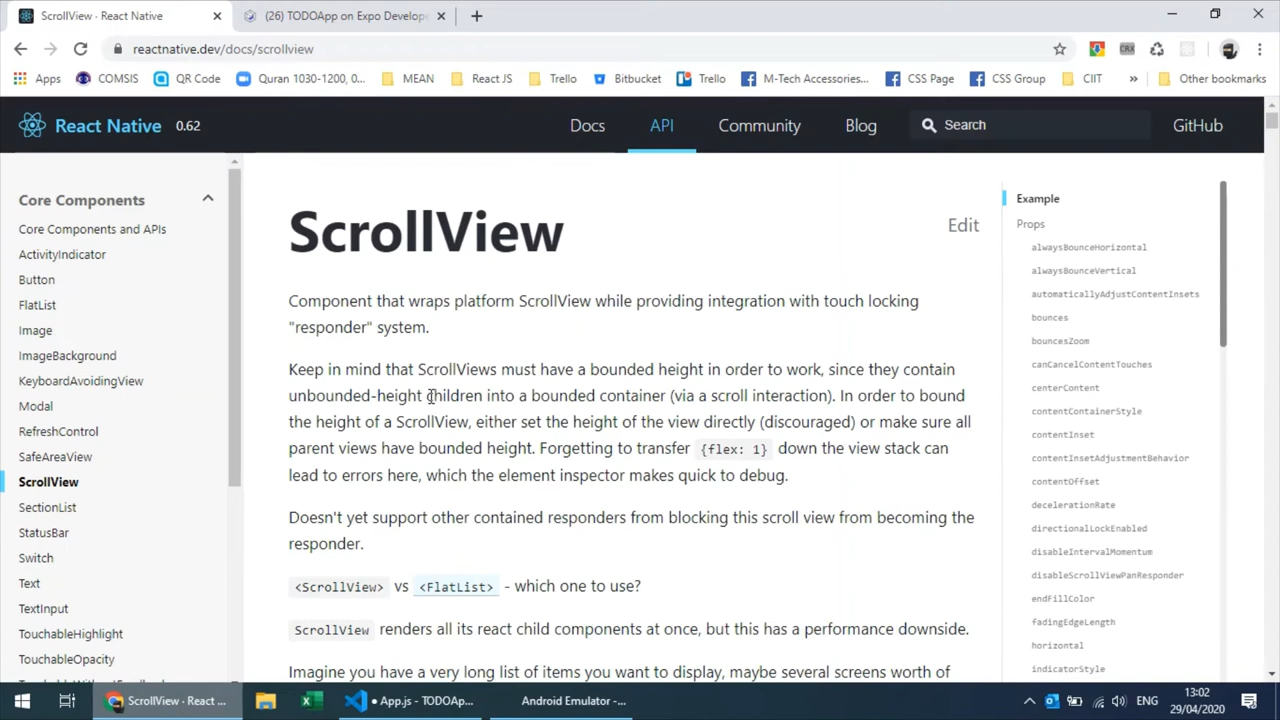 ScrollView · React Native
(26) TODOApp on Expo Develope
reactnative.dev/docs/scrollview
CRX
Apps
COMSIS
QR Code
Quran 1030-1200, 0...
MEAN
React JS
Trello
Bitbucket
Trello
M-Tech Accessories...
CSS Page
CSS Group
CIIT
»
Other bookmarks
React Native 0.62
Docs
API
Community
Blog
Search
GitHub
Core Components
Core Components and APIs
ActivityIndicator
Button
FlatList
Image
ImageBackground
KeyboardAvoidingView
Modal
RefreshControl
SafeAreaView
ScrollView
SectionList
StatusBar
Switch
Text
TextInput
TouchableHighlight
TouchableOpacity
ScrollView
Edit
Component that wraps platform ScrollView while providing integration with touch locking
"responder" system.
Keep in mind that ScrollViews must have a bounded height in order to work, since they contain
unbounded-height children into a bounded container (via a scroll interaction). In order to bound
the height of a ScrollView, either set the height of the view directly (discouraged) or make sure all
parent views have bounded height. Forgetting to transfer {flex: 1} down the view stack can
lead to errors here, which the element inspector makes quick to debug.
Doesn't yet support other contained responders from blocking this scroll view from becoming the
responder.
<ScrollView> vs <FlatList> - which one to use?
ScrollView renders all its react child components at once, but this has a performance downside.
Imagine you have a very long list of items you want to display, maybe several screens worth of
Example
Props
alwaysBounceHorizontal
alwaysBounceVertical
automaticallyAdjustContentInsets
bounces
bouncesZoom
canCancelContentTouches
centerContent
contentContainerStyle
contentInset
contentInsetAdjustmentBehavior
contentOffset
decelerationRate
directionalLockEnabled
disableIntervalMomentum
disableScrollViewPanResponder
endFillColor
fadingEdgeLength
horizontal
indicatorStyle
ScrollView · React ...
● App.js - TODOApp...
Android Emulator -...
ENG
13:02
29/04/2020